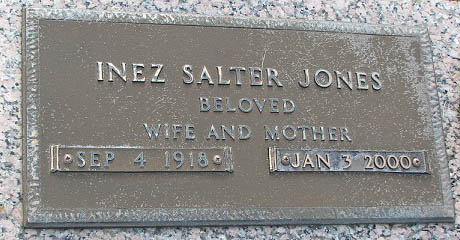 INEZ SALTER JONES
BELOVED
WIFE AND MOTHER
SEP 4 1918 JAN 3 2000